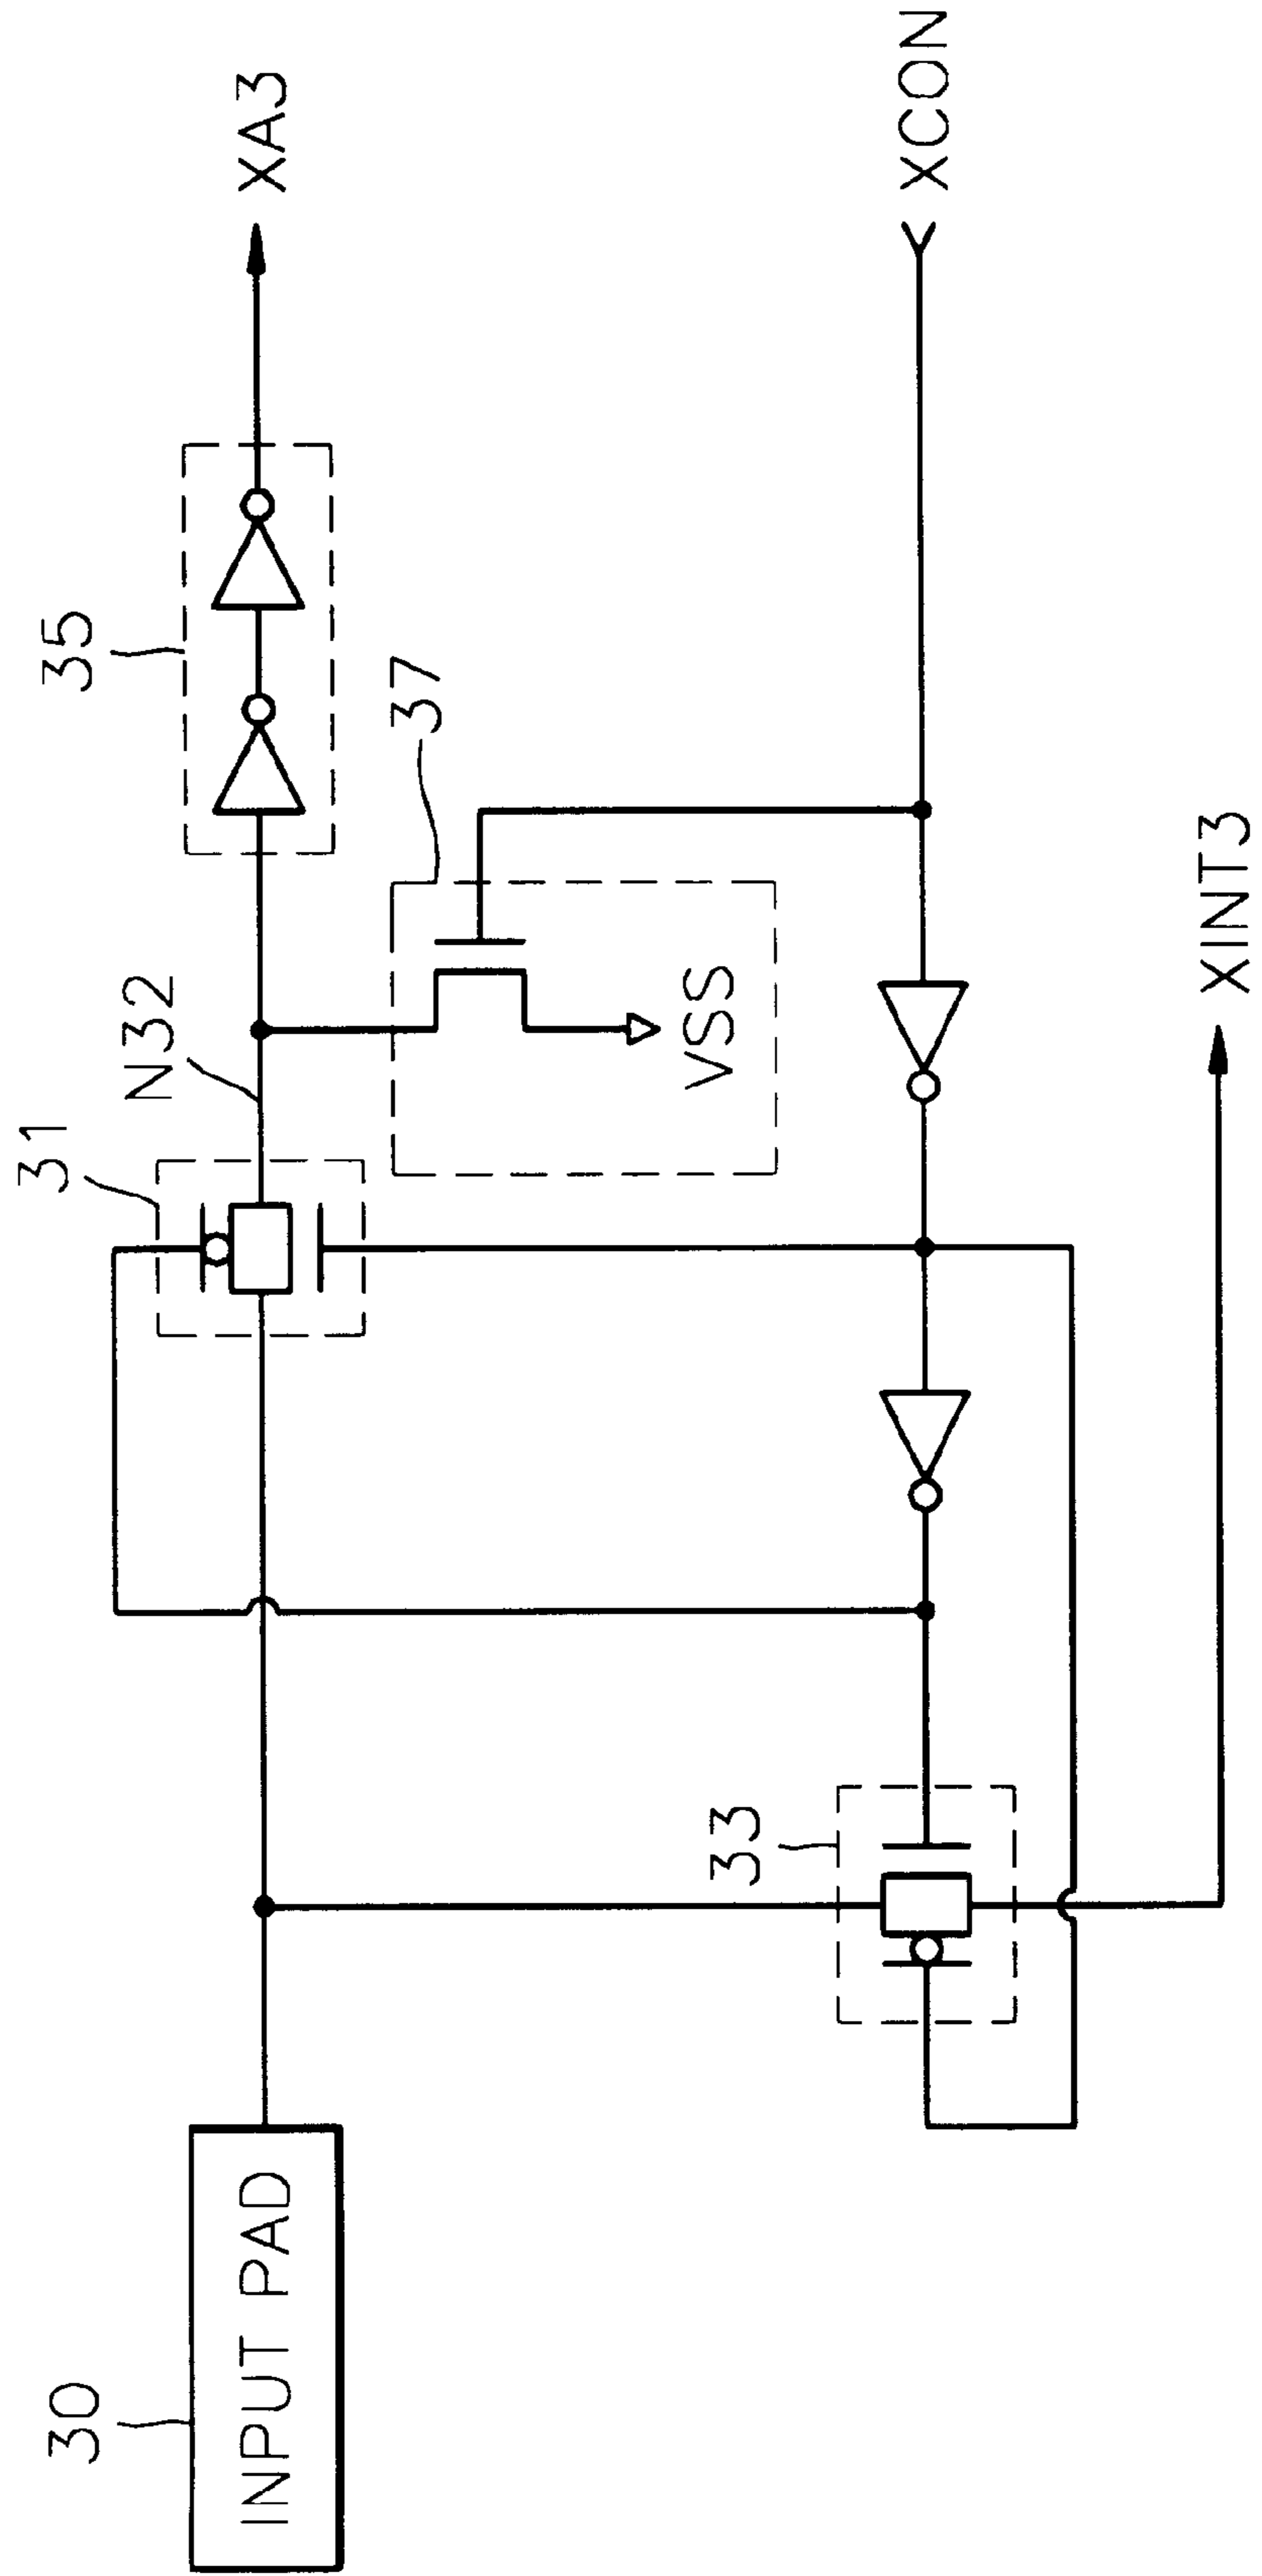 30
INPUT PAD
31
N32
35
XA3
37
VSS
33
XCON
XINT3